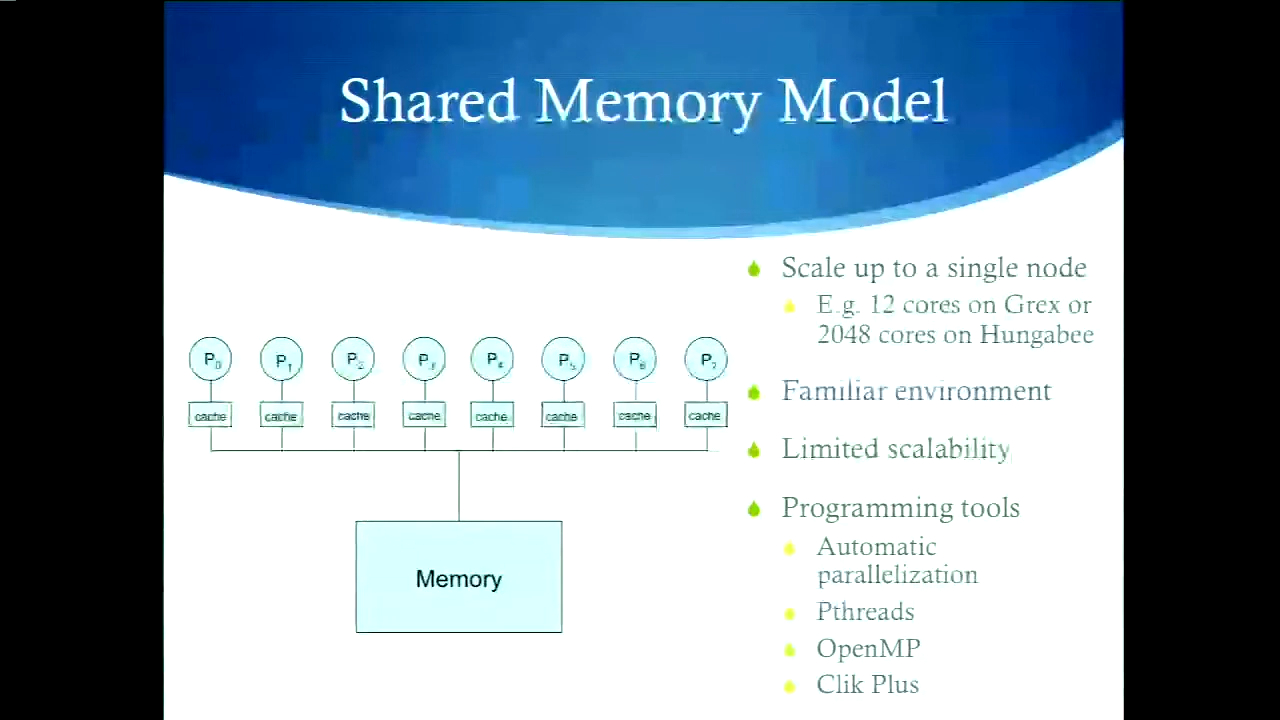 Shared Memory Model
Scale up to a single node
E.g. 12 cores on Grex or
2048 cores on Hungabee
Familiar environment
Limited scalability
Programming tools
Automatic
parallelization
Pthreads
OpenMP
Clik Plus
P0 P1 P2 P3 P4 P5 P6 P7
cache cache cache cache cache cache cache cache
Memory